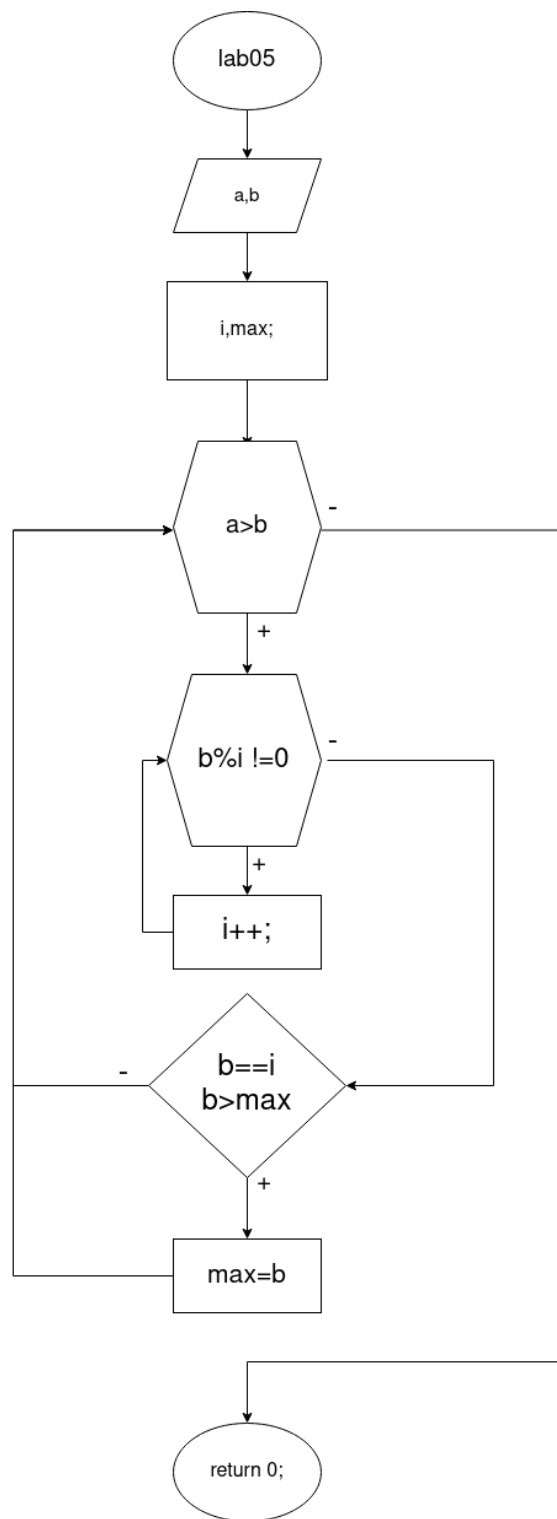 lab05
a,b
i,max;
a>b
-
+
b%i !=0
-
+
i++;
b==i
b>max
-
+
max=b
return 0;